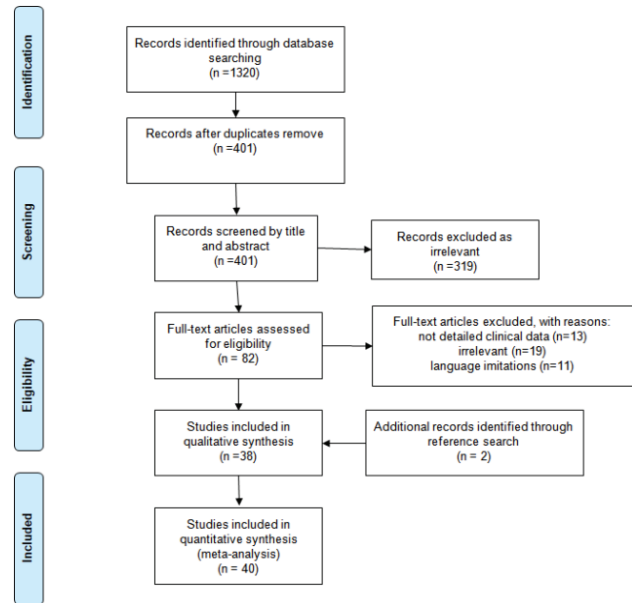 Identification
Records identified through database
searching
(n =1320)
Records after duplicates remove
(n =401)
Screening
Records screened by title
and abstract
(n =401)
Records excluded as
irrelevant
(n =319)
Eligibility
Full-text articles assessed
for eligibility
(n = 82)
Full-text articles excluded, with reasons:
not detailed clinical data (n=13)
irrelevant (n=19)
language imitations (n=11)
Studies included in
qualitative synthesis
(n =38)
Additional records identified through
reference search
(n = 2)
Included
Studies included in
quantitative synthesis
(meta-analysis)
(n = 40)